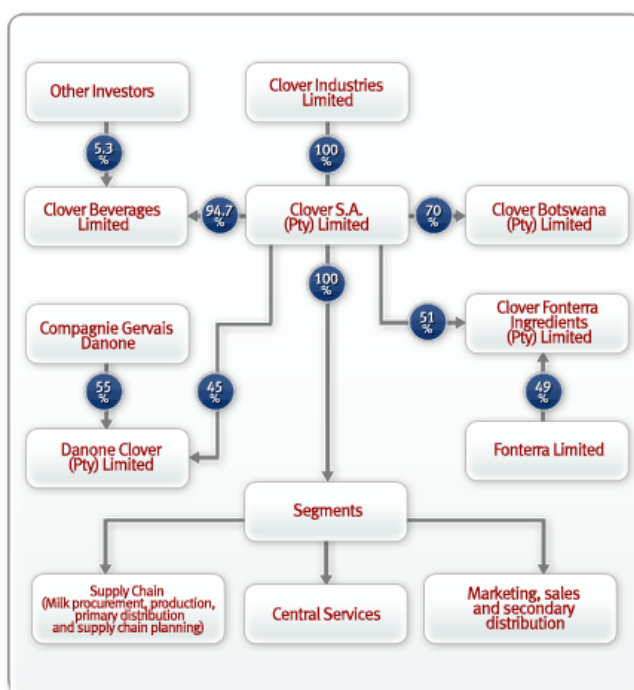 Other Investors
Clover Industries
Limited
5.3
%
100
%
Clover Beverages
Limited
94.7
%
Clover S.A.
(Pty) Limited
70
%
Clover Botswana
(Pty) Limited
100
%
Compagnie Gervais
Danone
51
%
Clover Fonterra
Ingredients
(Pty) Limited
55
%
45
%
49
%
Danone Clover
(Pty) Limited
Fonterra Limited
Segments
Supply Chain
(Milk procurement, production,
primary distribution
and supply chain planning)
Central Services
Marketing, sales
and secondary
distribution